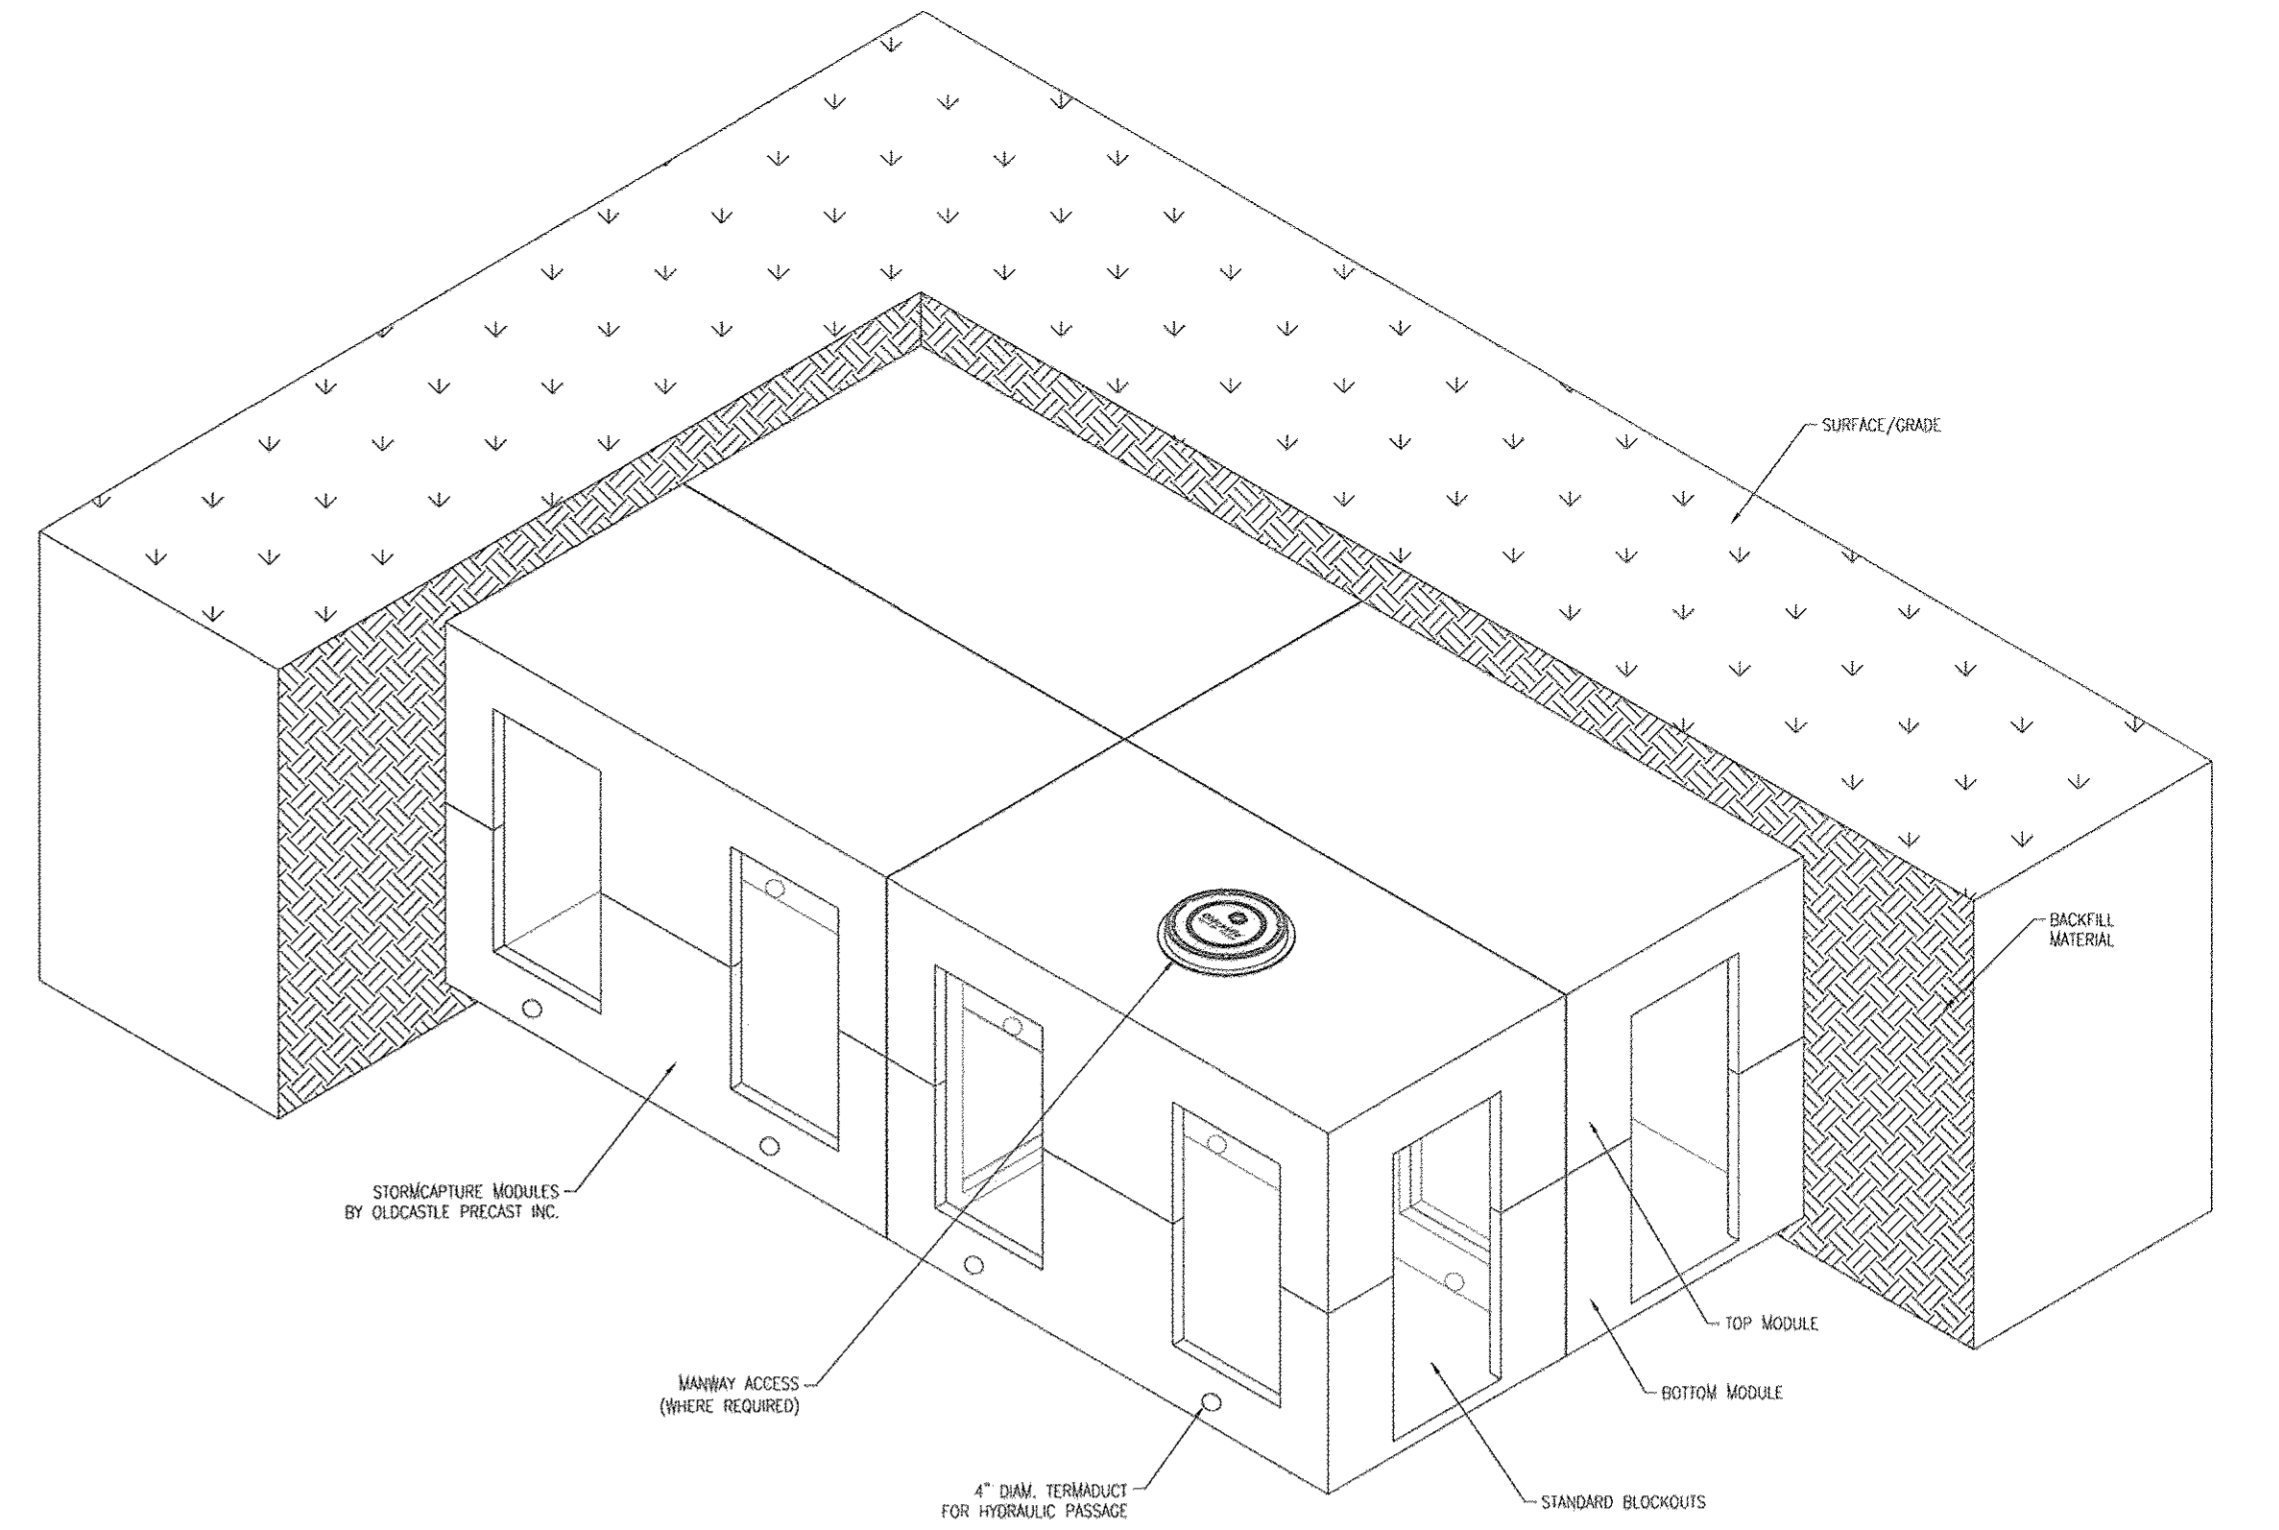 SURFACE/GRADE
BACKFILL
MATERIAL
STORMCAPTURE MODULES
BY OLDCASTLE PRECAST INC.
TOP MODULE
MANWAY ACCESS
(WHERE REQUIRED)
BOTTOM MODULE
4" DIAM. TERMADUCT
FOR HYDRAULIC PASSAGE
STANDARD BLOCKOUTS